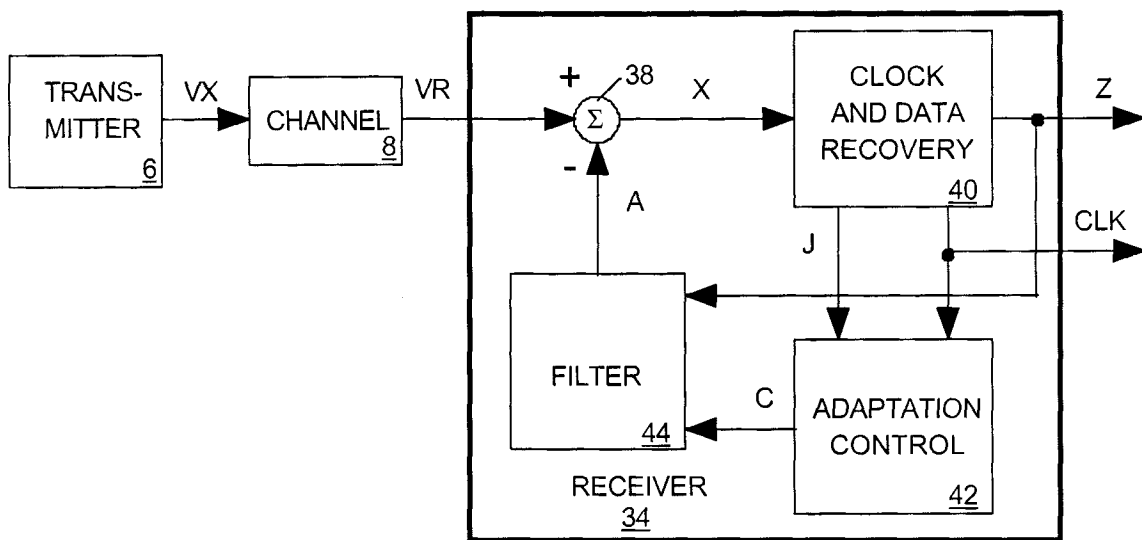 TRANS-
MITTER
6
VX
CHANNEL
8
VR
+
-
38
Σ
X
A
CLOCK
AND DATA
RECOVERY
40
Z
CLK
J
FILTER
44
C
ADAPTATION
CONTROL
42
RECEIVER
34